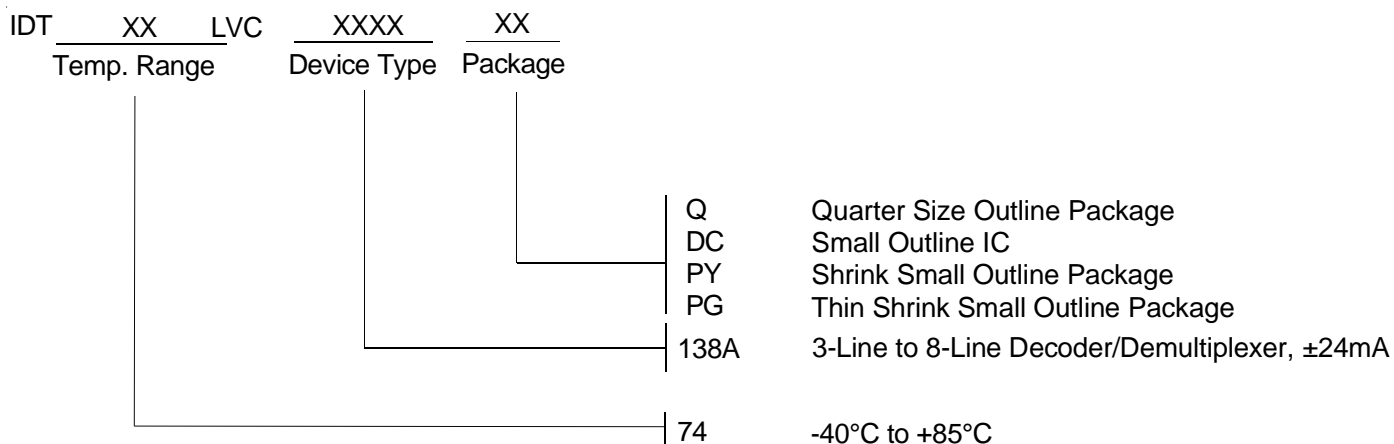 IDT XX LVC XXXX XX
Temp. Range Device Type Package
Q Quarter Size Outline Package
DC Small Outline IC
PY Shrink Small Outline Package
PG Thin Shrink Small Outline Package
138A 3-Line to 8-Line Decoder/Demultiplexer, ±24mA
74 -40°C to +85°C